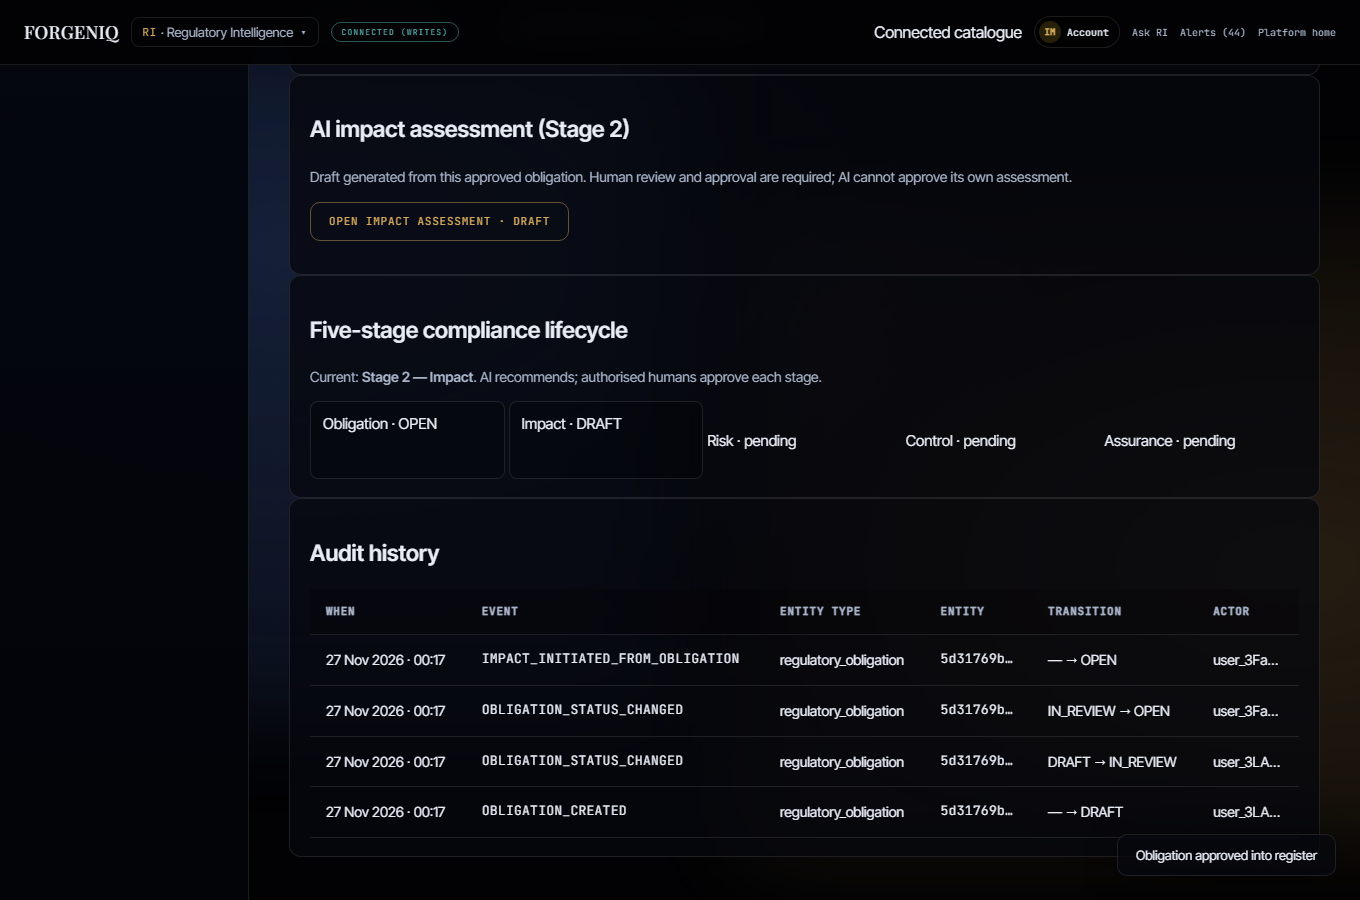 FORGENIQ
RI · Regulatory Intelligence ▾
CONNECTED (WRITES)
Connected catalogue
IM Account
Ask RI
Alerts (44)
Platform home
AI impact assessment (Stage 2)
Draft generated from this approved obligation. Human review and approval are required; AI cannot approve its own assessment.
OPEN IMPACT ASSESSMENT · DRAFT
Five-stage compliance lifecycle
Current: Stage 2 — Impact. AI recommends; authorised humans approve each stage.
Obligation · OPEN
Impact · DRAFT
Risk · pending
Control · pending
Assurance · pending
Audit history
WHEN EVENT ENTITY TYPE ENTITY TRANSITION ACTOR
27 Nov 2026 · 00:17 IMPACT_INITIATED_FROM_OBLIGATION regulatory_obligation 5d31769b… — → OPEN user_3Fa…
27 Nov 2026 · 00:17 OBLIGATION_STATUS_CHANGED regulatory_obligation 5d31769b… IN_REVIEW → OPEN user_3Fa…
27 Nov 2026 · 00:17 OBLIGATION_STATUS_CHANGED regulatory_obligation 5d31769b… DRAFT → IN_REVIEW user_3LA…
27 Nov 2026 · 00:17 OBLIGATION_CREATED regulatory_obligation 5d31769b… — → DRAFT user_3LA…
Obligation approved into register